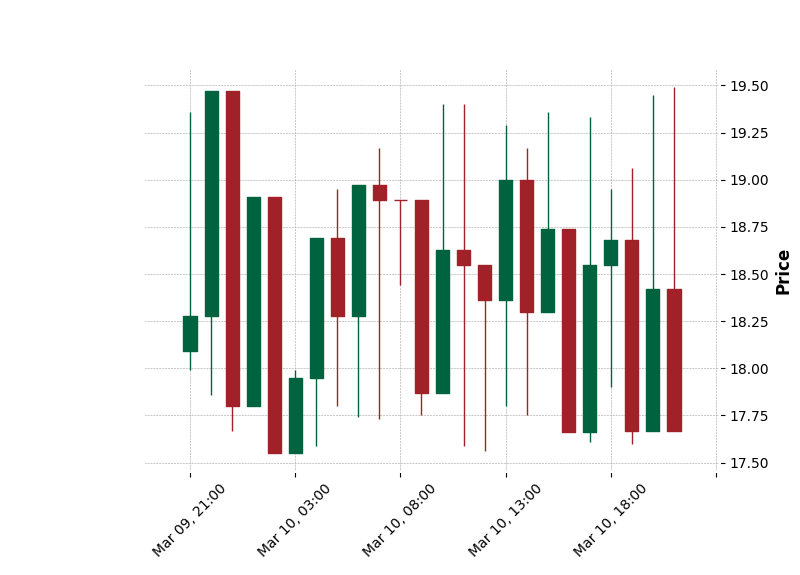 19.50
19.25
19.00
18.75
18.50
18.25
18.00
17.75
17.50
Price
Mar 09, 21:00
Mar 10, 03:00
Mar 10, 08:00
Mar 10, 13:00
Mar 10, 18:00